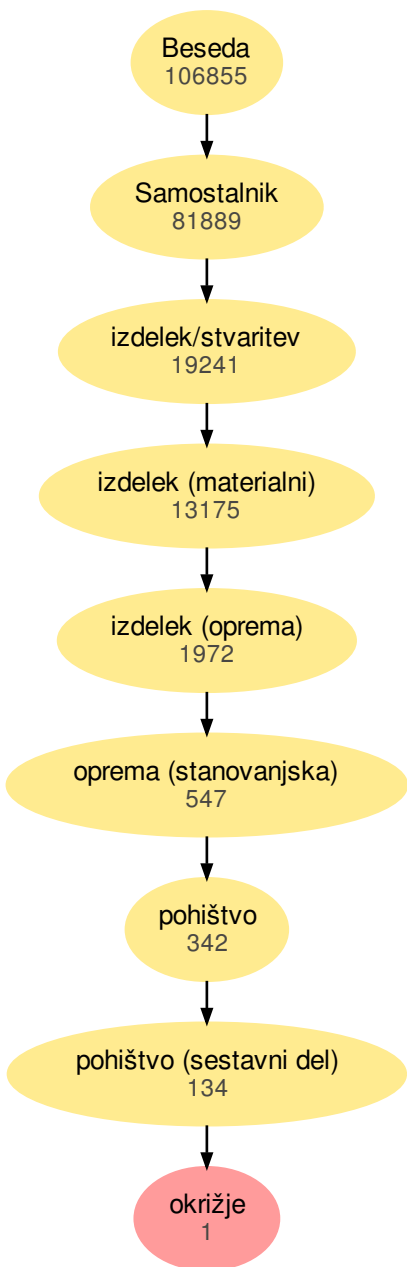 Beseda
106855
Samostalnik
81889
izdelek/stvaritev
19241
izdelek (materialni)
13175
izdelek (oprema)
1972
oprema (stanovanjska)
547
pohištvo
342
pohištvo (sestavni del)
134
okrižje
1